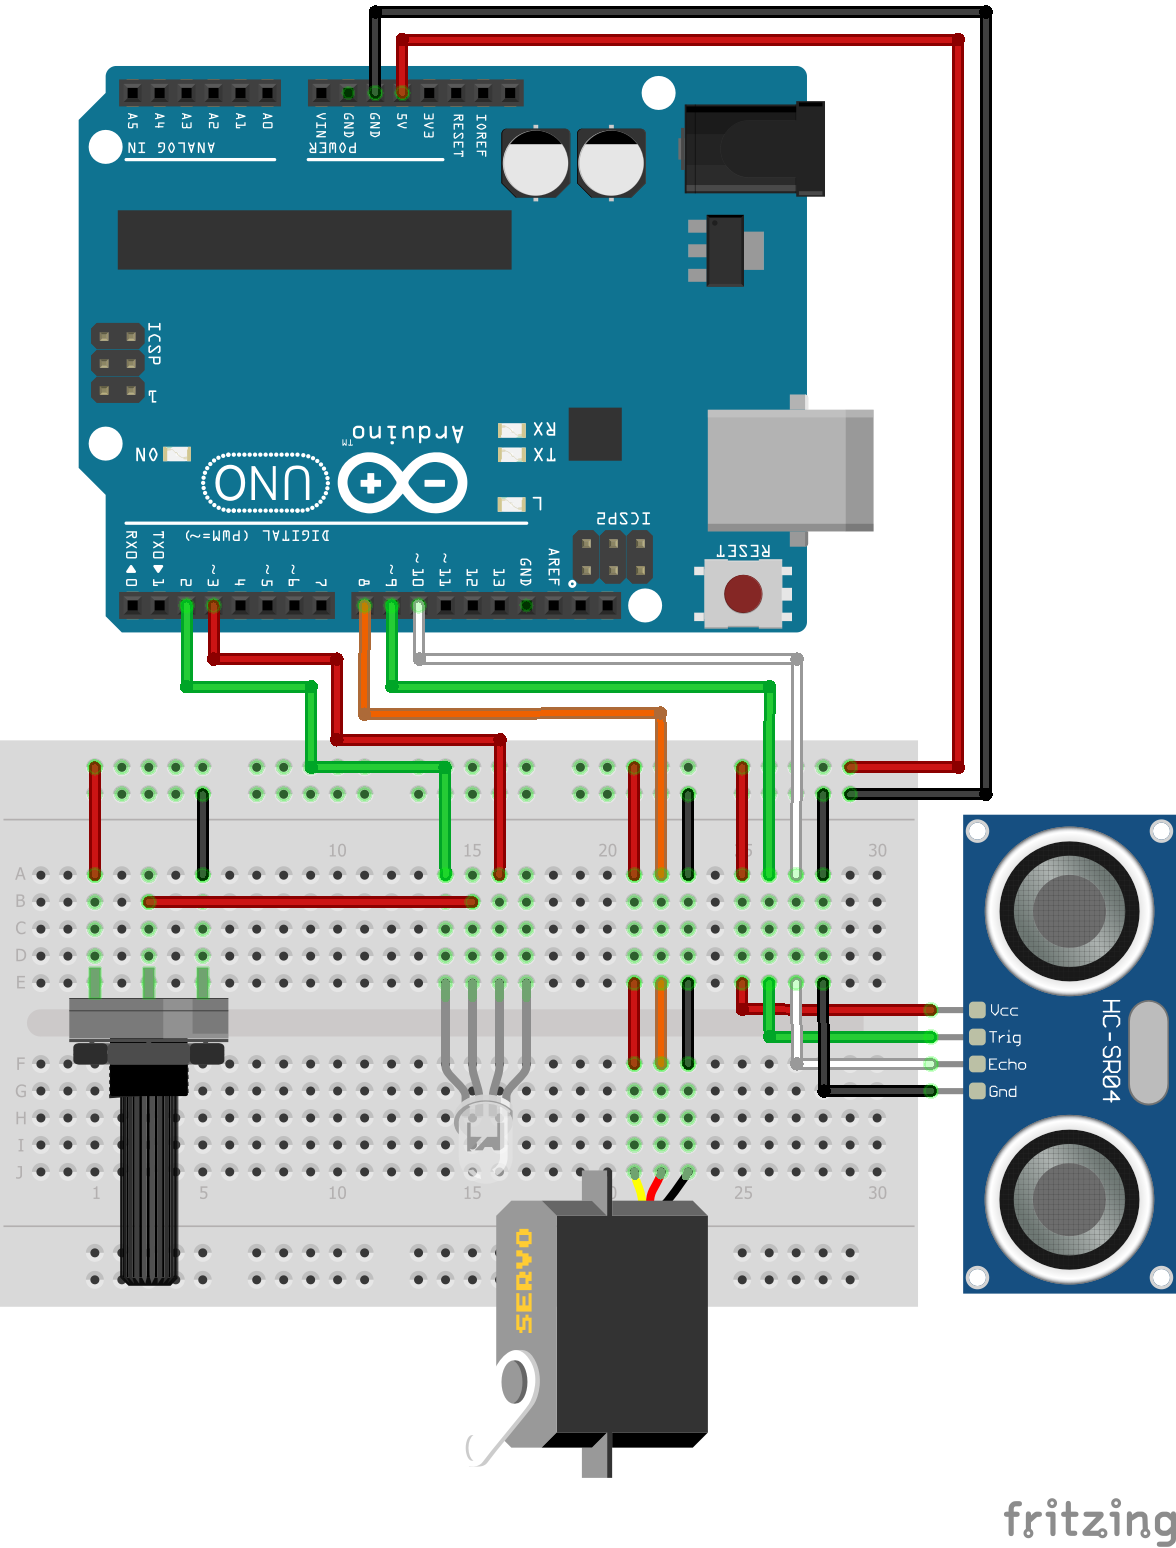 A5 A4 A3 A2 A1 A0
VIN GND GND 5V 3V3 RESET IOREF
ANALOG IN
POWER
ICSP
1
ON
UNO
Arduino
TM
RX
TX
L
ICSP2
RESET
DIGITAL (PWM=~)
RX0 ◀ 0
TX0 ▶ 1
2 ~3 4 ~5 ~6 7 8 ~9 ~10 ~11 12 13 GND AREF
10 15 20 25 30
A
B
C
D
E
F
G
H
I
J
1 5 10 15 25 30
Vcc
Trig
Echo
Gnd
HC-SR04
SERVO
fritzing